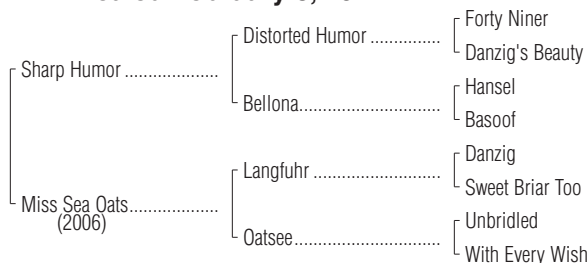 Forty Niner
Distorted Humor ................
Danzig's Beauty
Sharp Humor .....................
Hansel
Bellona................................
Basoof
Danzig
Langfuhr .............................
Sweet Briar Too
Miss Sea Oats....................
(2006)
Unbridled
Oatsee.................................
With Every Wish